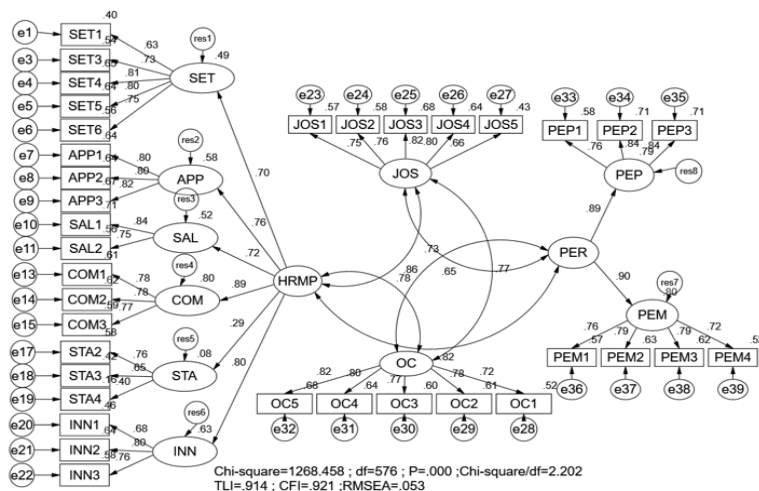 .40
e1 SET1 .63 res1 .49
e3 SET3 .73
e4 SET4 .81 SET
e5 SET5 .80
e6 SET6 .75
.56
.64
e7 APP1 .80 res2 .58
e8 APP2 .80 APP
e9 APP3 .82
.67
.71
e10 SAL1 .84 res3 .52
e11 SAL2 .75 SAL
.61
e13 COM1 .78 res4 .80
e14 COM2 .78 COM
e15 COM3 .77
.59
.58
e17 STA2 .76 res5 .08
e18 STA3 .65 STA
e19 STA4 .40
.46
e20 INN1 .68 res6 .63
e21 INN2 .80 INN
e22 INN3 .76
.58
.70
.76
.72
.89
.29
.80
HRMP
e23 e24 e25 e26 e27
.57 .58 .68 .64 .43
JOS1 JOS2 JOS3 JOS4 JOS5
.75 .76 .82 .80 .66
JOS
e33 e34 e35
.58 .71 .71
PEP1 PEP2 PEP3
.76 .84 .84
.79
PEP res8
.89
.73
.86
.78 .65 .77
PER
.90
res7
.80
PEM
.76 .79 .79 .72
.57 .63 .62
PEM1 PEM2 PEM3 PEM4
e36 e37 e38 e39
OC .82
.82 .80 .77 .78 .72
.68 .64 .60 .61 .52
OC5 OC4 OC3 OC2 OC1
e32 e31 e30 e29 e28
Chi-square=1268.458 ; df=576 ; P=.000 ;Chi-square/df=2.202
TLI=.914 ; CFI=.921 ;RMSEA=.053